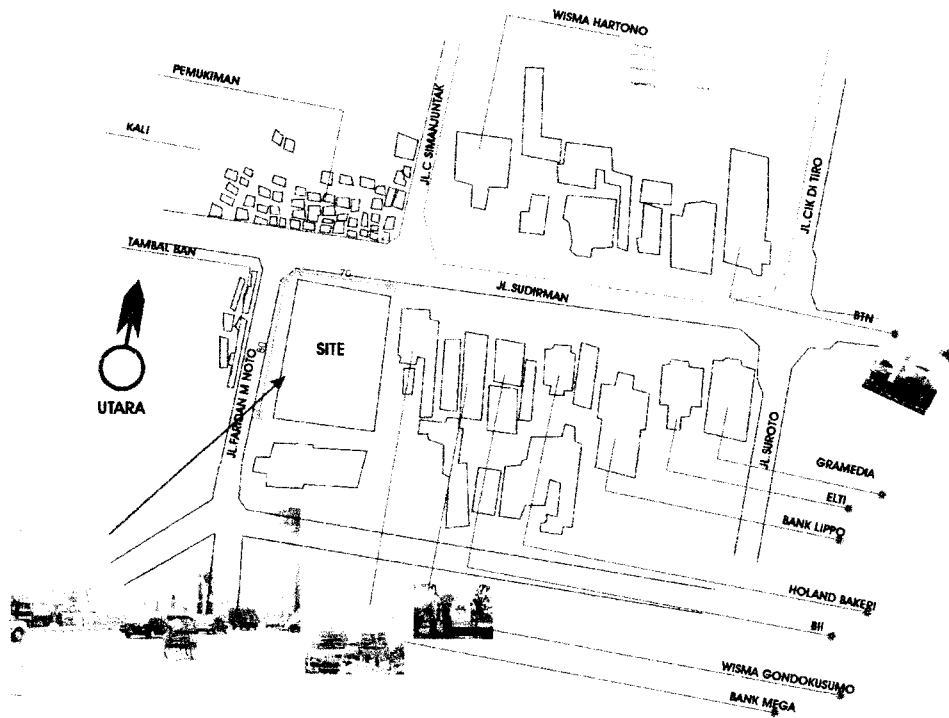 WISMA HARTONO
PEMUKIMAN
KALI
JL.C SIMANJUNTAK
JL. CIK DI TIRO
TAMBAL BAN
70
JL.SUDIRMAN
BTN
SITE
80
JL. FARIDAN M NOTO
UTARA
JL. SUROTO
GRAMEDIA
ELTI
BANK LIPPO
HOLAND BAKERI
BII
WISMA GONDOKUSUMO
BANK MEGA